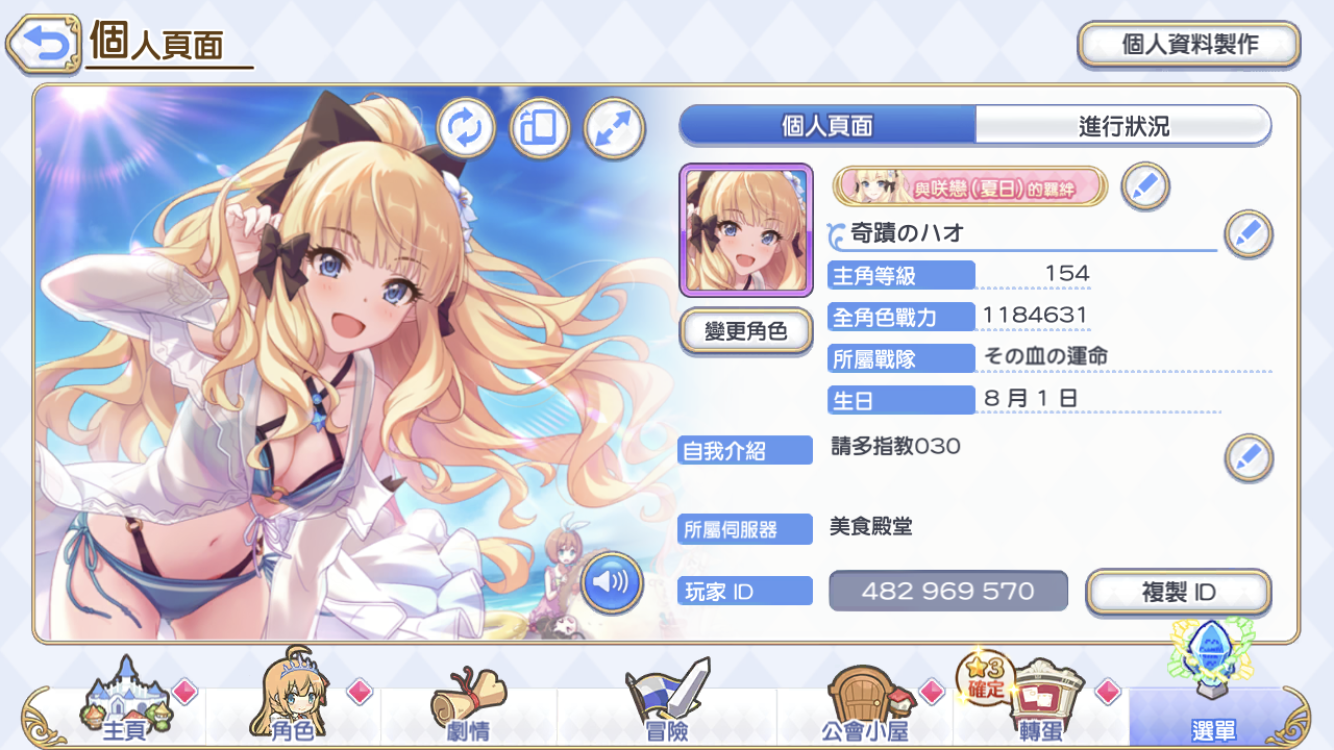 個人頁面
個人資料製作
個人頁面
進行狀況
與咲戀(夏日)的羈絆
奇蹟のハオ
主角等級 154
全角色戰力 1184631
變更角色
所屬戰隊 その血の運命
生日 8 月 1 日
自我介紹 請多指教030
所屬伺服器 美食殿堂
玩家 ID 482 969 570
複製 ID
主頁
角色
劇情
冒險
公會小屋
★3
確定
轉蛋
選單